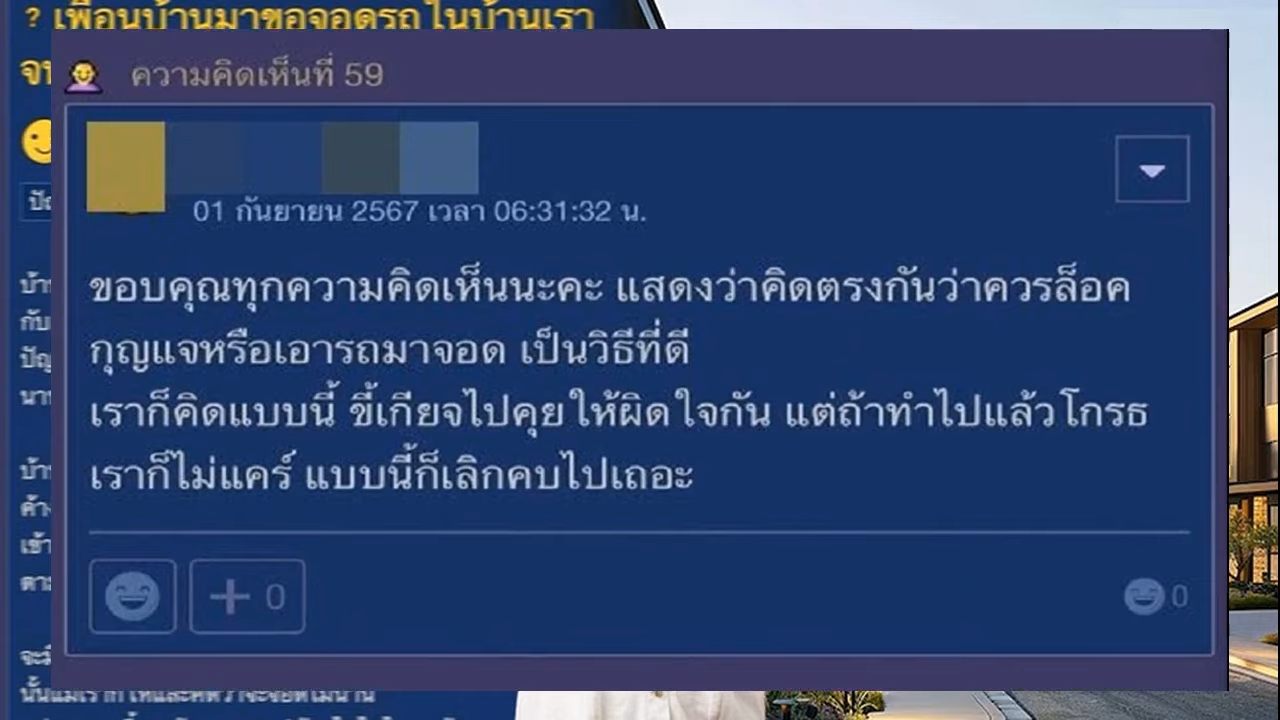 ? เพื่อนบ้านมาขอจอดรถในบ้านเรา
ความคิดเห็นที่ 59
01 กันยายน 2567 เวลา 06:31:32 น.
ขอบคุณทุกความคิดเห็นนะคะ แสดงว่าคิดตรงกันว่าควรล็อค
กุญแจหรือเอารถมาจอด เป็นวิธีที่ดี
เราก็คิดแบบนี้ ขี้เกียจไปคุยให้ผิดใจกัน แต่ถ้าทำไปแล้วโกรธ
เราก็ไม่แคร์ แบบนี้ก็เลิกคบไปเถอะ
+ 0
0